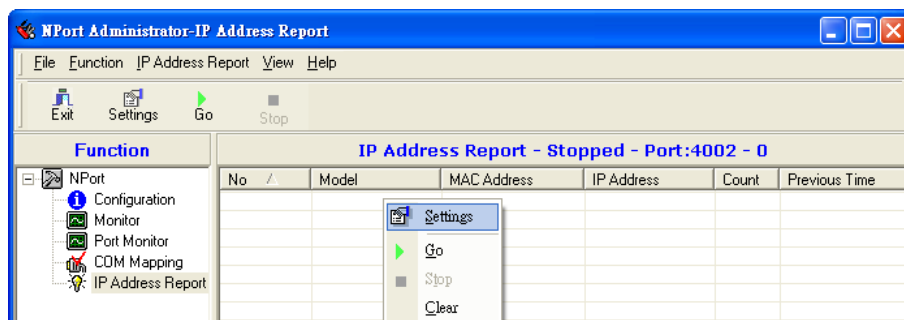 NPort Administrator-IP Address Report
File Function IP Address Report View Help
Exit Settings Go Stop
Function
IP Address Report - Stopped - Port:4002 - 0
No Model MAC Address IP Address Count Previous Time
NPort
Configuration
Monitor
Port Monitor
COM Mapping
IP Address Report
Settings
Go
Stop
Clear